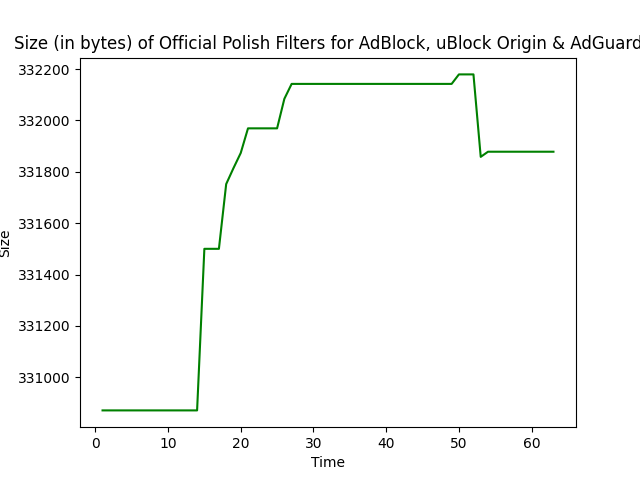 Size (in bytes) of Official Polish Filters for AdBlock, uBlock Origin & AdGuard
332200
332000
331800
331600
331400
331200
331000
Size
0 10 20 30 40 50 60
Time